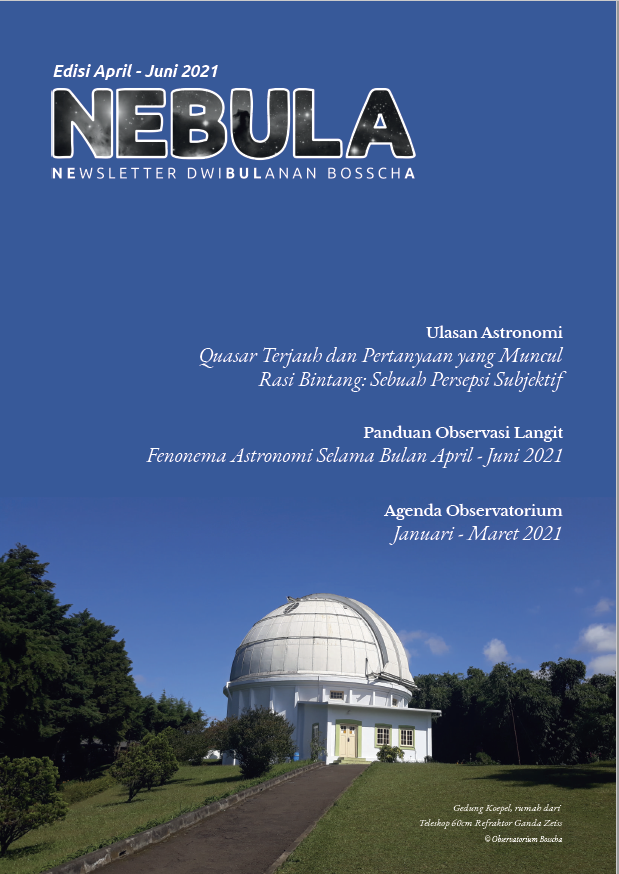 Edisi April - Juni 2021
NEBULA
NEWSLETTER DWIBULANAN BOSSCHA
Ulasan Astronomi
Quasar Terjauh dan Pertanyaan yang Muncul
Rasi Bintang: Sebuah Persepsi Subjektif
Panduan Observasi Langit
Fenonema Astronomi Selama Bulan April - Juni 2021
Agenda Observatorium
Januari - Maret 2021
Gedung Koepel, rumah dari
Teleskop 60cm Refraktor Ganda Zeiss
© Observatorium Bosscha